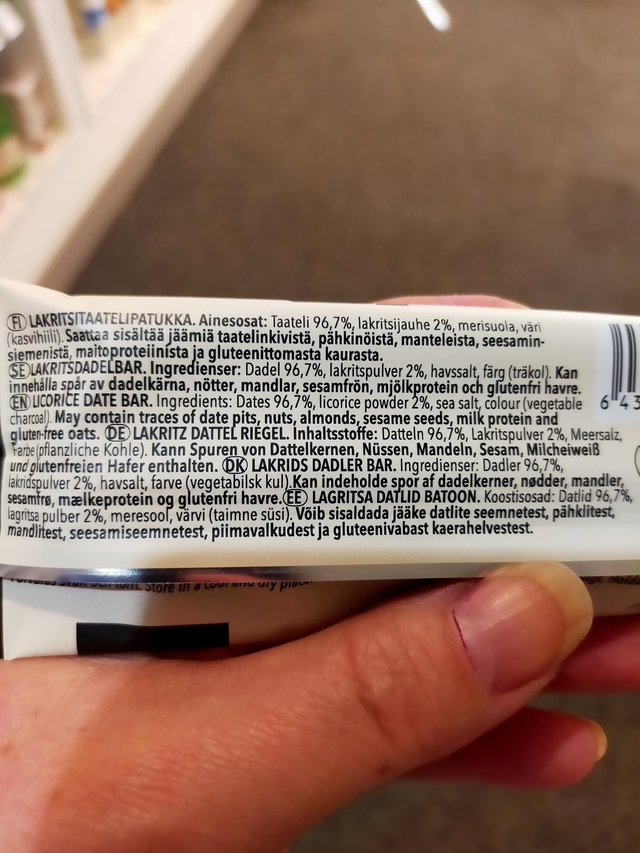 FI LAKRITSITAATELIPATUKKA. Ainesosat: Taateli 96,7%, lakritsijauhe 2%, merisuola, väri
(kasvihiili). Saattaa sisältää jäämiä taatelinkivistä, pähkinöistä, manteleista, seesamin-
siemenistä, maitoproteiinista ja gluteenittomasta kaurasta.
SE LAKRITSDADELBAR. Ingredienser: Dadel 96,7%, lakritspulver 2%, havssalt, färg (träkol). Kan
innehålla spår av dadelkärna, nötter, mandlar, sesamfrön, mjölkprotein och glutenfri havre.
EN LICORICE DATE BAR. Ingredients: Dates 96,7%, licorice powder 2%, sea salt, colour (vegetable
charcoal). May contain traces of date pits, nuts, almonds, sesame seeds, milk protein and
gluten-free oats. DE LAKRITZ DATTEL RIEGEL. Inhaltsstoffe: Datteln 96,7%, Lakritspulver 2%, Meersalz,
Farbe (pflanzliche Kohle). Kann Spuren von Dattelkernen, Nüssen, Mandeln, Sesam, Milcheiweiß
und glutenfreien Hafer enthalten. DK LAKRIDS DADLER BAR. Ingredienser: Dadler 96,7%,
lakridspulver 2%, havsalt, farve (vegetabilsk kul). Kan indeholde spor af dadelkerner, nødder, mandler,
sesamfrø, mælkeprotein og glutenfri havre. EE LAGRITSA DATLID BATOON. Koostisosad: Datlid 96,7%,
lagritsa pulber 2%, meresool, värvi (taimne süsi). Võib sisaldada jääke datlite seemnetest, pähklitest,
mandlitest, seesamiseemnetest, piimavalkudest ja gluteenivabast kaerahelvestest.
6 43
Store in a cool and dry place.